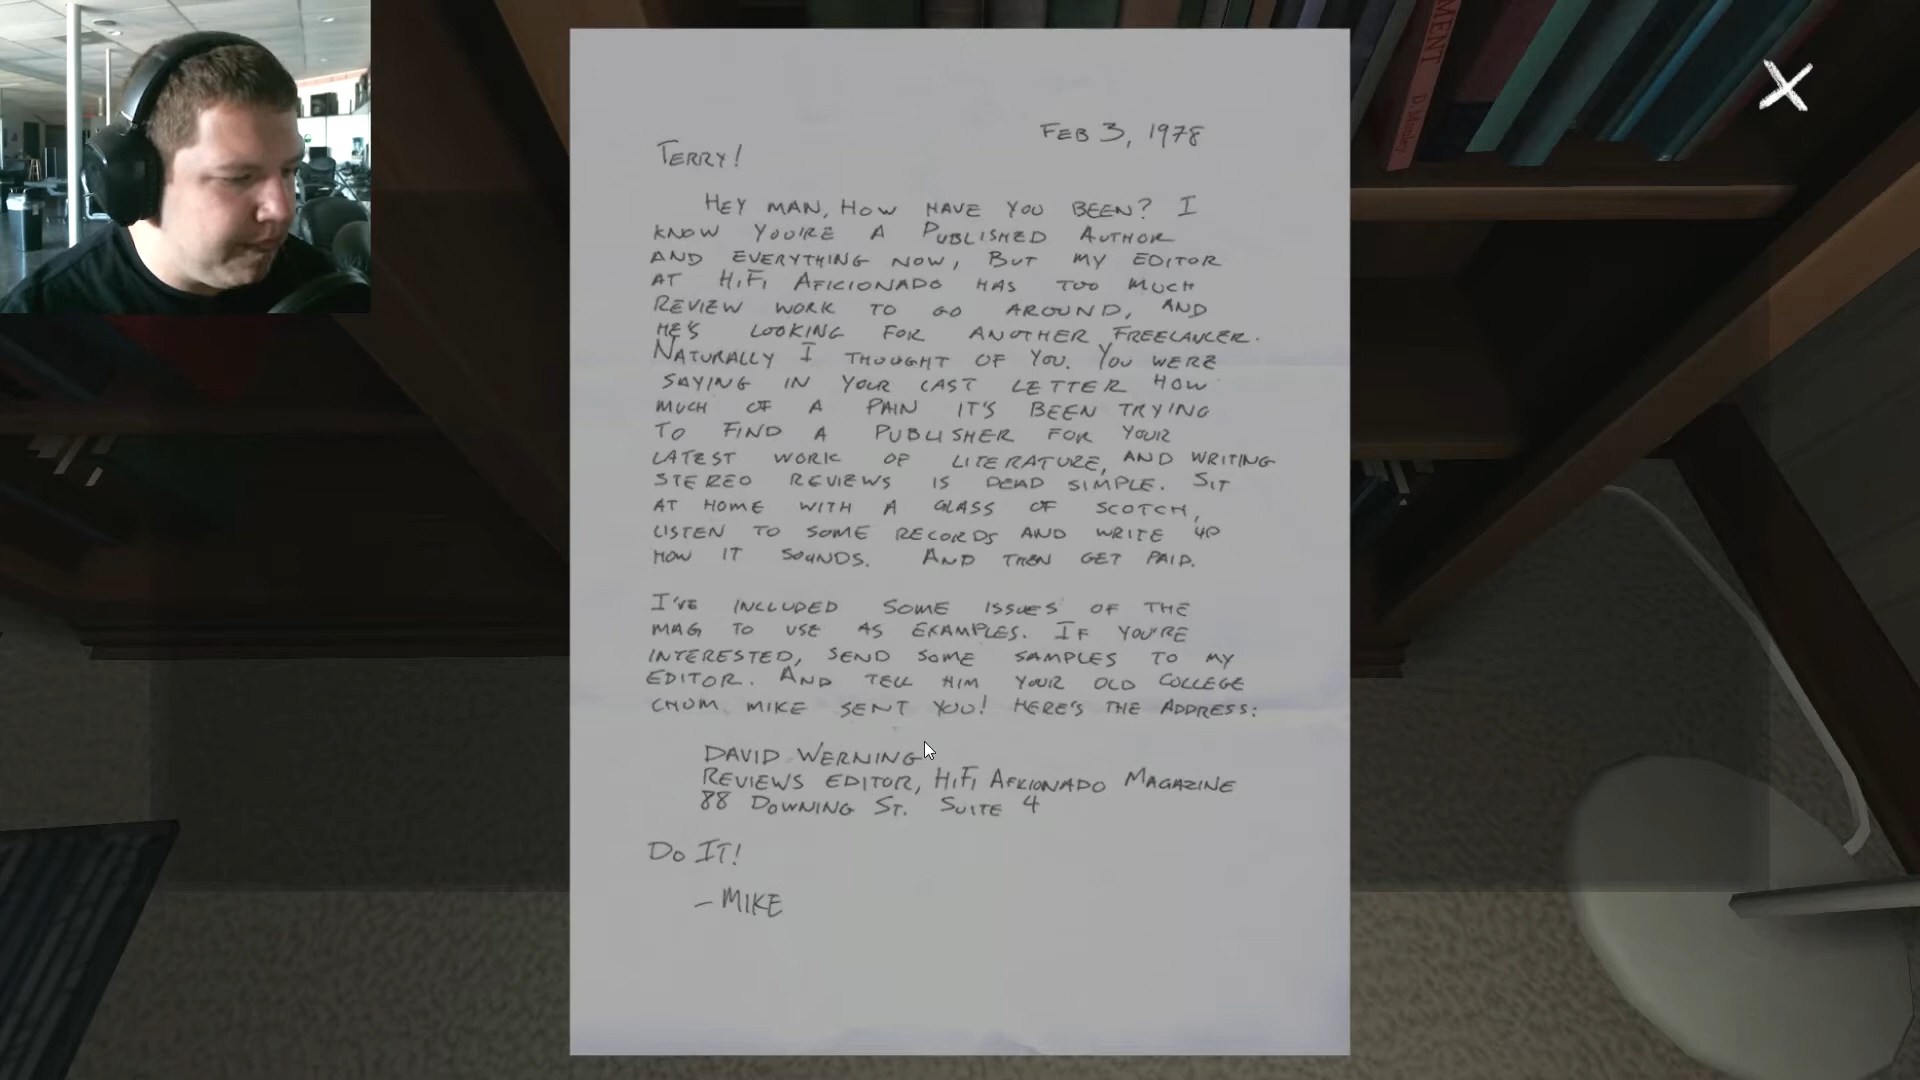 MENT D. Mumley
FEB 3, 1978
TERRY!
HEY MAN, HOW HAVE YOU BEEN? I
KNOW YOU'RE A PUBLISHED AUTHOR
AND EVERYTHING NOW, BUT MY EDITOR
AT HIFI AFICIONADO HAS TOO MUCH
REVIEW WORK TO GO AROUND, AND
HE'S LOOKING FOR ANOTHER FREELANCER.
NATURALLY I THOUGHT OF YOU. YOU WERE
SAYING IN YOUR LAST LETTER HOW
MUCH OF A PAIN IT'S BEEN TRYING
TO FIND A PUBLISHER FOR YOUR
LATEST WORK OF LITERATURE, AND WRITING
STEREO REVIEWS IS DEAD SIMPLE. SIT
AT HOME WITH A GLASS OF SCOTCH,
LISTEN TO SOME RECORDS AND WRITE UP
HOW IT SOUNDS. AND THEN GET PAID.
I'VE INCLUDED SOME ISSUES OF THE
MAG TO USE AS EXAMPLES. IF YOU'RE
INTERESTED, SEND SOME SAMPLES TO MY
EDITOR. AND TELL HIM YOUR OLD COLLEGE
CHUM MIKE SENT YOU! HERE'S THE ADDRESS:
DAVID WERNING
REVIEWS EDITOR, HIFI AFICIONADO MAGAZINE
88 DOWNING ST. SUITE 4
DO IT!
- MIKE